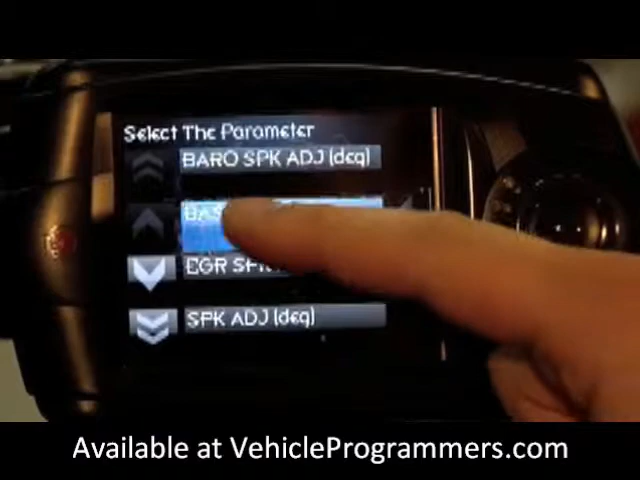 Select The Parameter
BARO SPK ADJ (deg)
BAS
EGR SPK
SPK ADJ (deg)
Available at VehicleProgrammers.com